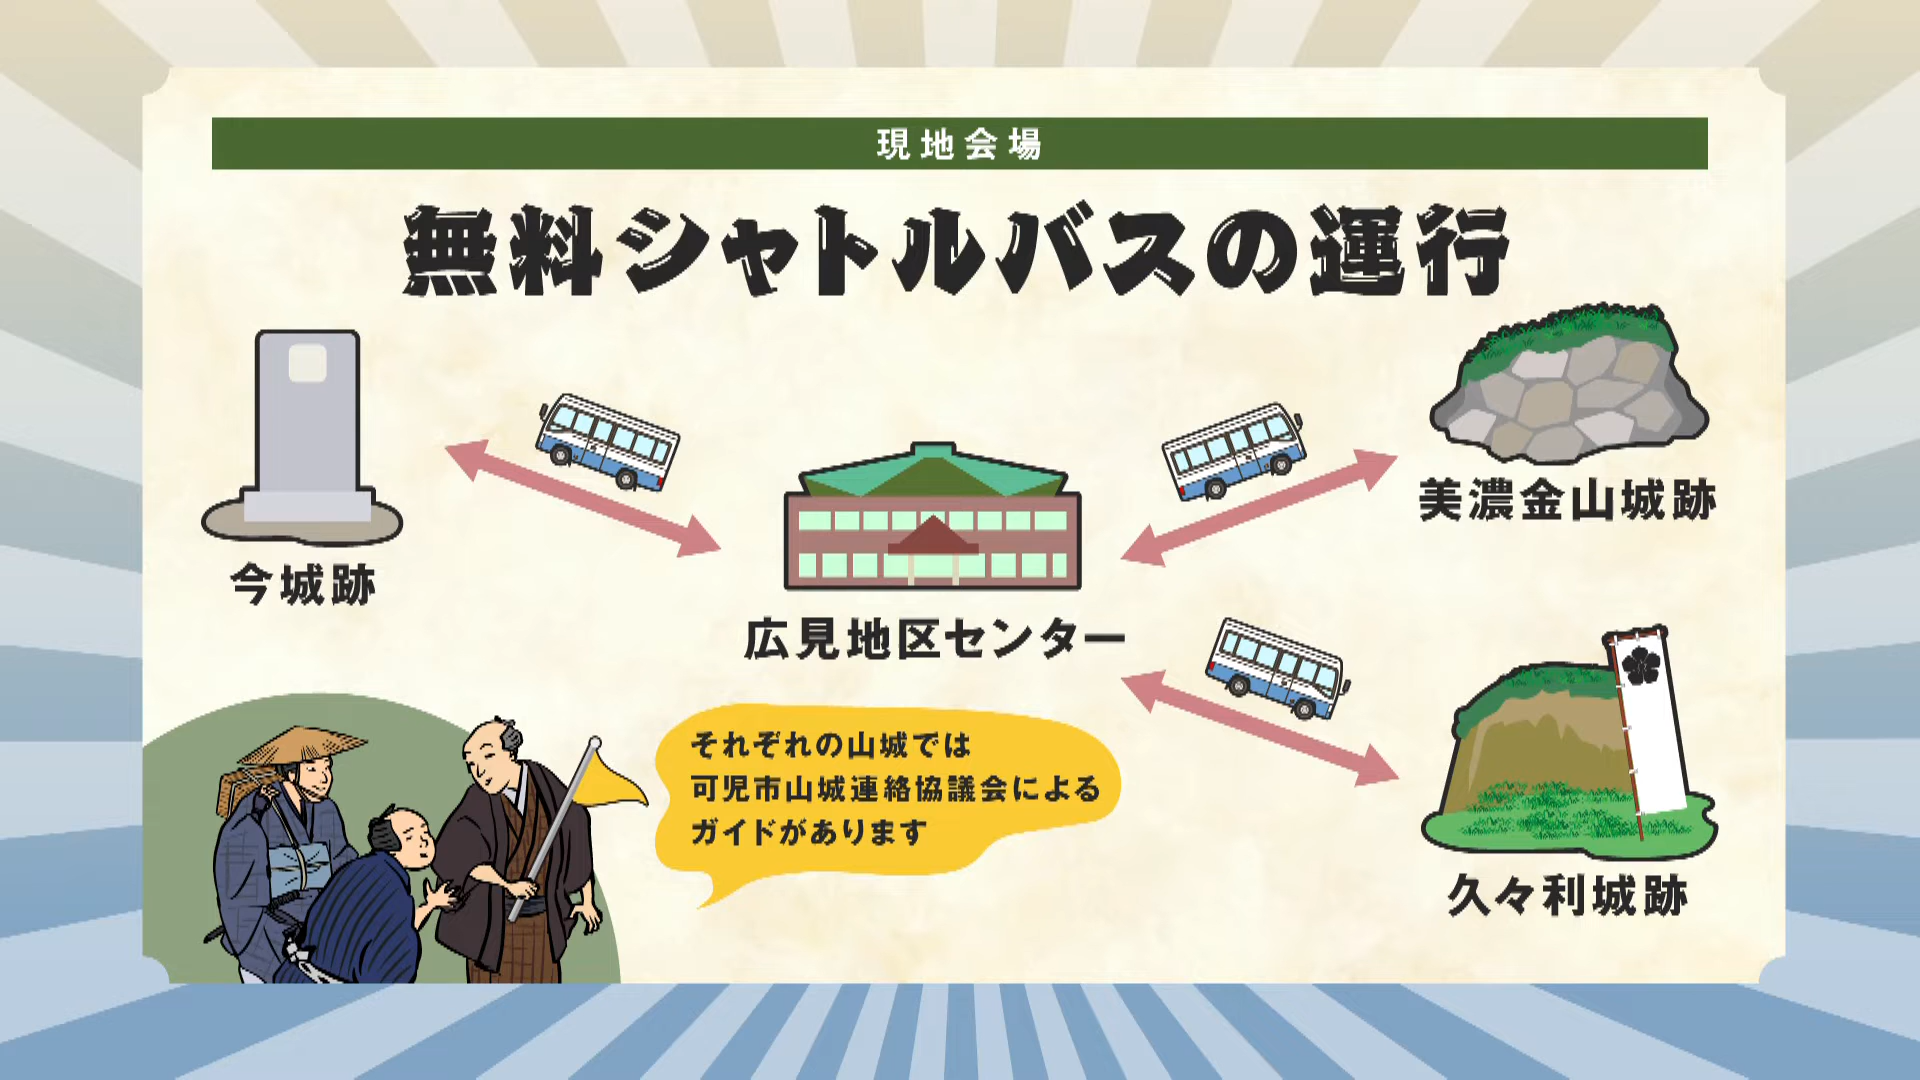 現地会場
無料シャトルバスの運行
今城跡
広見地区センター
美濃金山城跡
久々利城跡
それぞれの山城では
可児市山城連絡協議会による
ガイドがあります